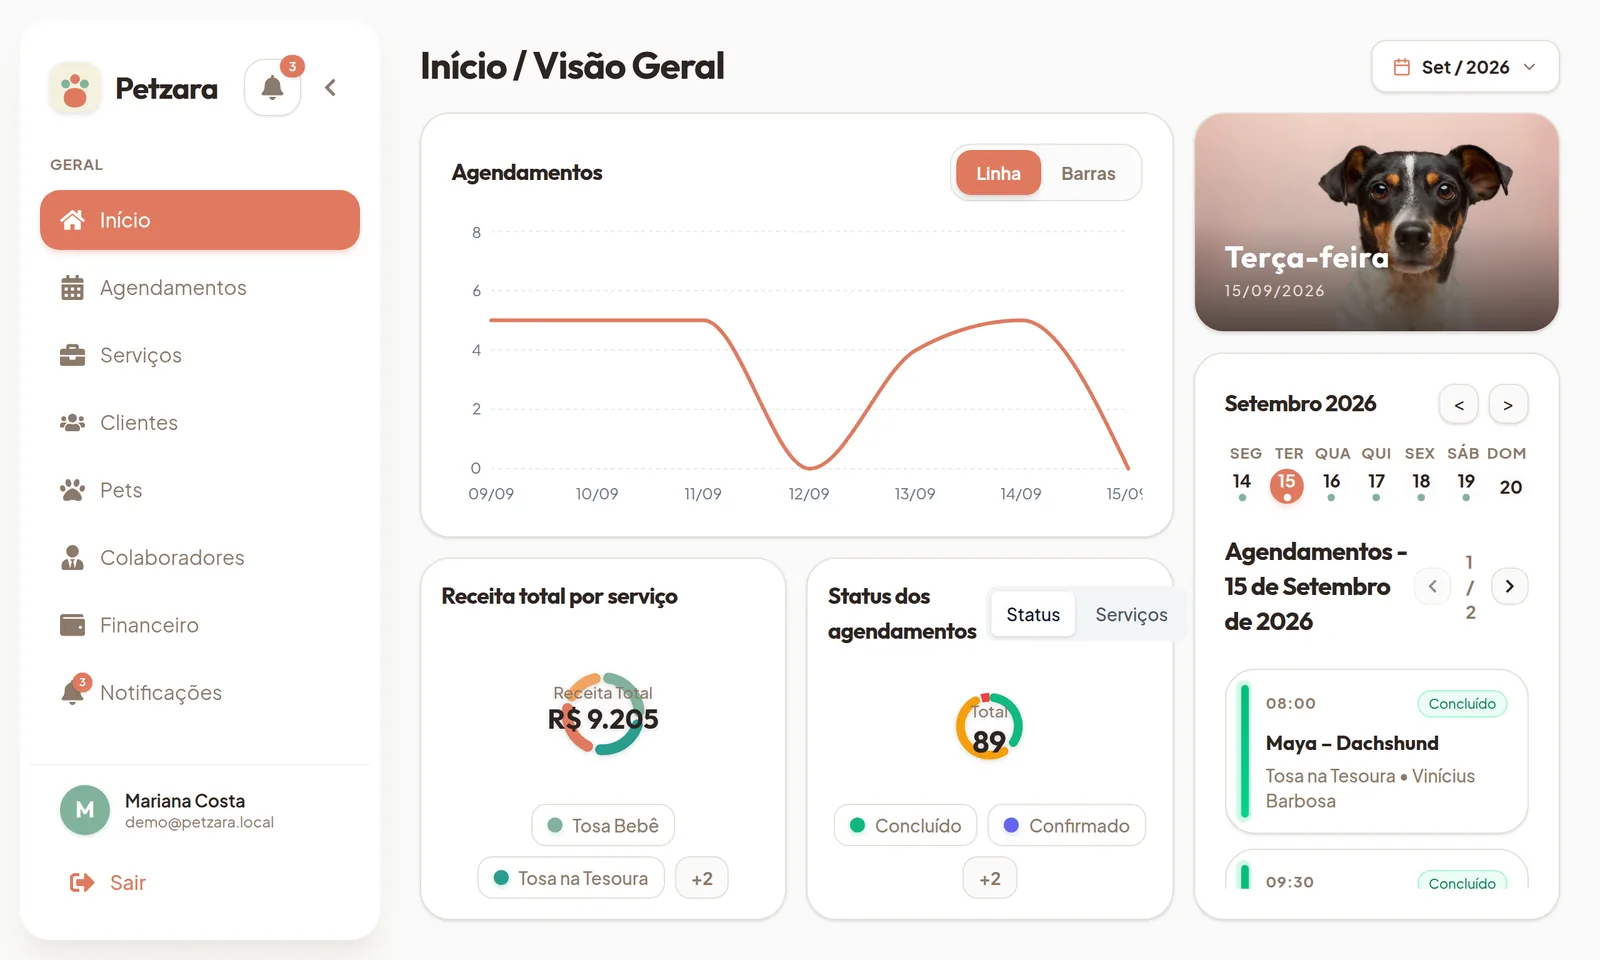 Petzara
3
GERAL
Início
Agendamentos
Serviços
Clientes
Pets
Colaboradores
Financeiro
3
Notificações
M
Mariana Costa
demo@petzara.local
Sair
Início / Visão Geral
Set / 2026
Agendamentos
Linha
Barras
8
6
4
2
0
09/09 10/09 11/09 12/09 13/09 14/09 15/09
Receita total por serviço
Receita Total
R$ 9.205
Tosa Bebê
Tosa na Tesoura
+2
Status dos
agendamentos
Status
Serviços
Total
89
Concluído
Confirmado
+2
Terça-feira
15/09/2026
Setembro 2026
<
>
SEG TER QUA QUI SEX SÁB DOM
14 15 16 17 18 19 20
Agendamentos -
15 de Setembro
de 2026
1
/
2
08:00
Concluído
Maya – Dachshund
Tosa na Tesoura • Vinícius
Barbosa
09:30
Concluído